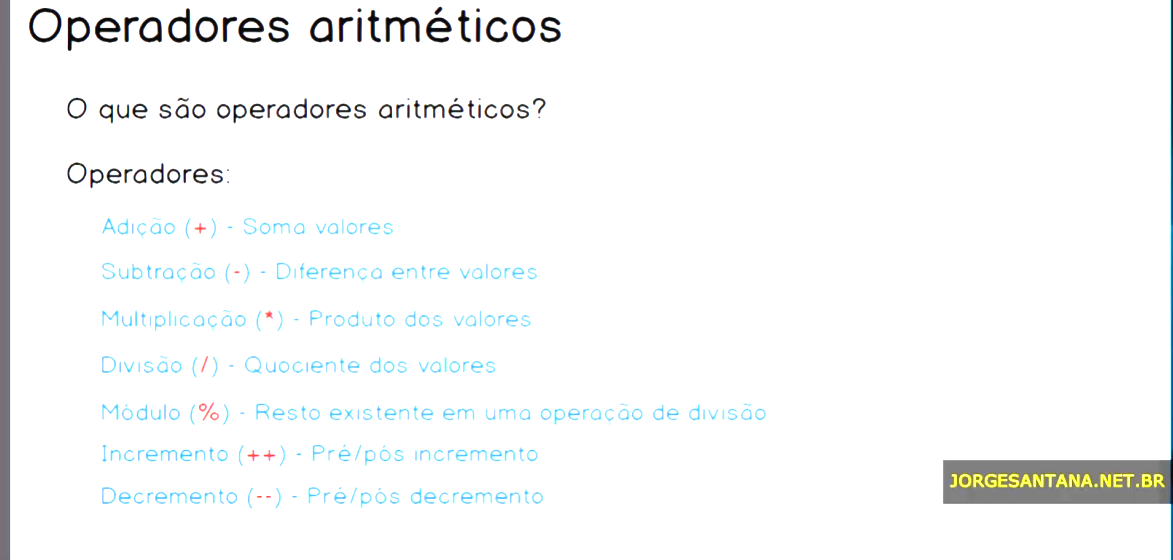 Operadores aritméticos
O que são operadores aritméticos?
Operadores:
Adição (+) - Soma valores
Subtração (-) - Diferença entre valores
Multiplicação (*) - Produto dos valores
Divisão (/) - Quociente dos valores
Módulo (%) - Resto existente em uma operação de divisão
Incremento (++) - Pré/pós incremento
Decremento (--) - Pré/pós decremento
JORGESANTANA.NET.BR